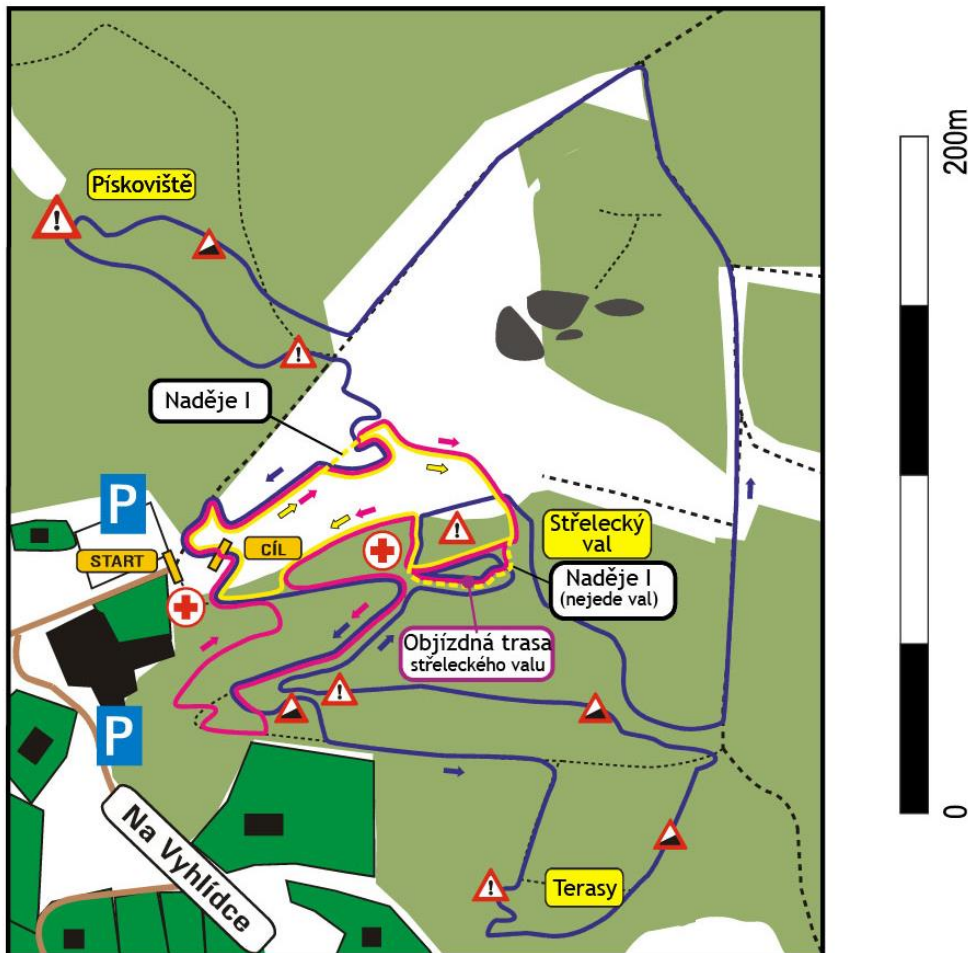 Pískoviště
200m
Naděje I
P
START
CÍL
Střelecký
val
Naděje I
(nejede val)
Objízdná trasa
střeleckého valu
P
Na Vyhlídce
Terasy
0
!
!
!
!
!